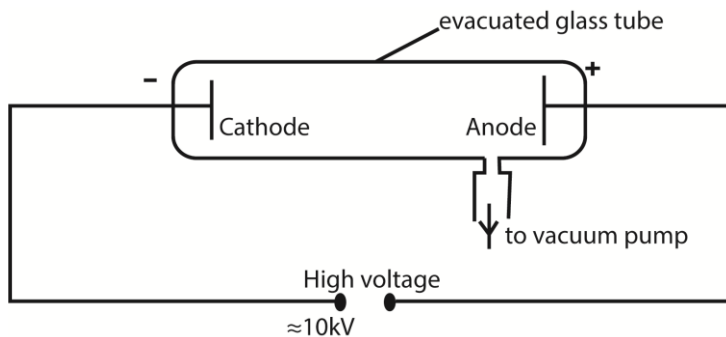 evacuated glass tube
−
+
Cathode
Anode
to vacuum pump
High voltage
≈10kV